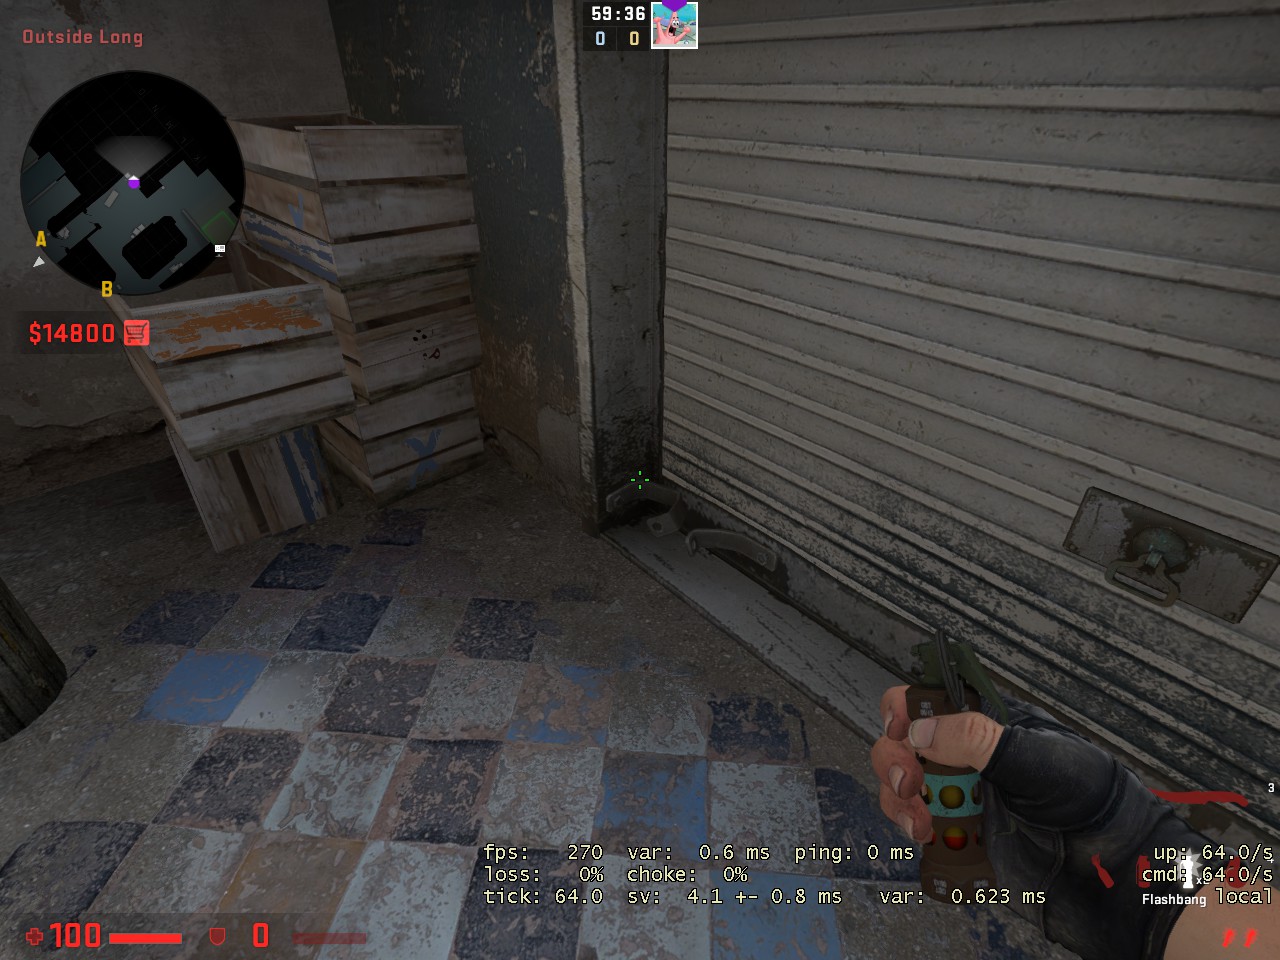 Outside Long
59:36
0 0
A
B
$14800
3
fps: 270 var: 0.6 ms ping: 0 ms
up: 64.0/s
loss: 0% choke: 0%
cmd: 64.0/s
tick: 64.0 sv: 4.1 +- 0.8 ms var: 0.623 ms
local
Flashbang
100
0